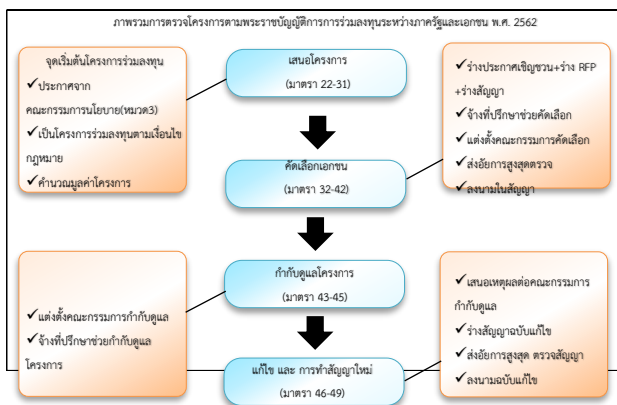 ภาพรวมการตรวจโครงการตามพระราชบัญญัติการการร่วมลงทุนระหว่างภาครัฐและเอกชน พ.ศ. 2562
จุดเริ่มต้นโครงการร่วมลงทุน
✓ประกาศจาก
คณะกรรมการนโยบาย(หมวด3)
✓เป็นโครงการร่วมลงทุนตามเงื่อนไข
กฎหมาย
✓คำนวณมูลค่าโครงการ
เสนอโครงการ
(มาตรา 22-31)
✓ร่างประกาศเชิญชวน+ร่าง RFP
+ร่างสัญญา
✓จ้างที่ปรึกษาช่วยคัดเลือก
✓แต่งตั้งคณะกรรมการคัดเลือก
✓ส่งอัยการสูงสุดตรวจ
✓ลงนามในสัญญา
คัดเลือกเอกชน
(มาตรา 32-42)
✓แต่งตั้งคณะกรรมการกำกับดูแล
✓จ้างที่ปรึกษาช่วยกำกับดูแล
โครงการ
กำกับดูแลโครงการ
(มาตรา 43-45)
✓เสนอเหตุผลต่อคณะกรรมการ
กำกับดูแล
✓ร่างสัญญาฉบับแก้ไข
✓ส่งอัยการสูงสุด ตรวจสัญญา
✓ลงนามฉบับแก้ไข
แก้ไข และ การทำสัญญาใหม่
(มาตรา 46-49)